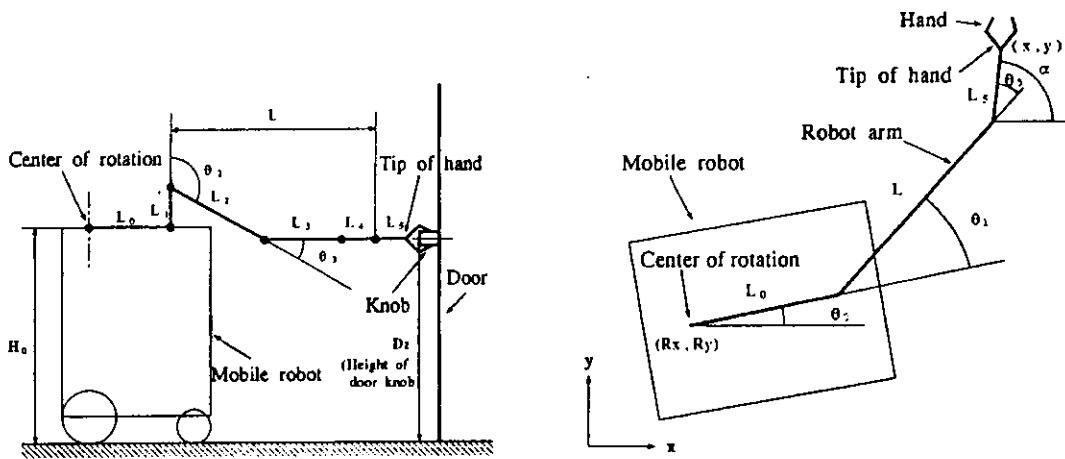 L
Center of rotation
Tip of hand
θ₂
L₂
L₀
L₁
L₃
L₄
L₅
θ₃
Knob
Door
H₀
D₂
(Height of
door knob
Mobile robot
Hand
(x, y)
Tip of hand
α
θ₅
L₅
Robot arm
Mobile robot
L
θ₁
Center of rotation
L₀
(Rx, Ry)
y
x